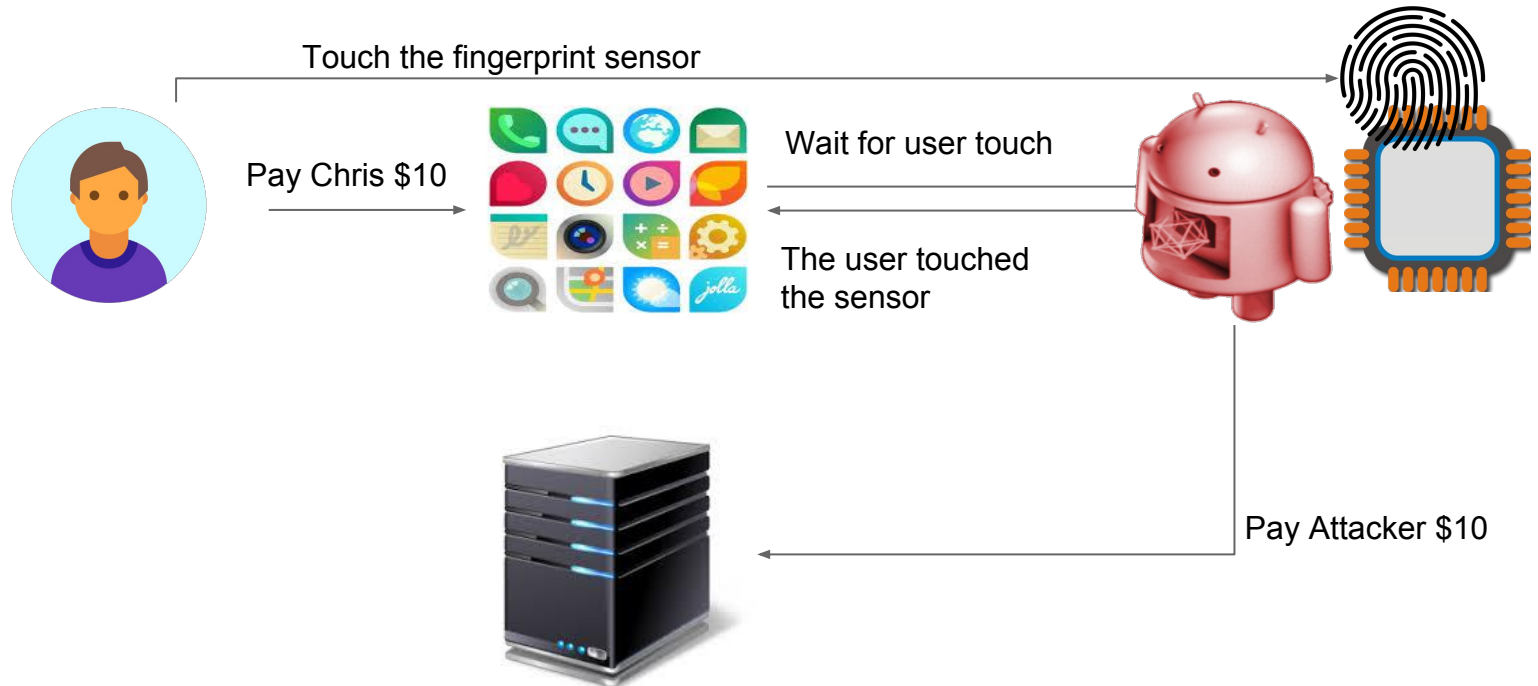 Touch the fingerprint sensor
Pay Chris $10
Wait for user touch
The user touched
the sensor
jolla
Pay Attacker $10